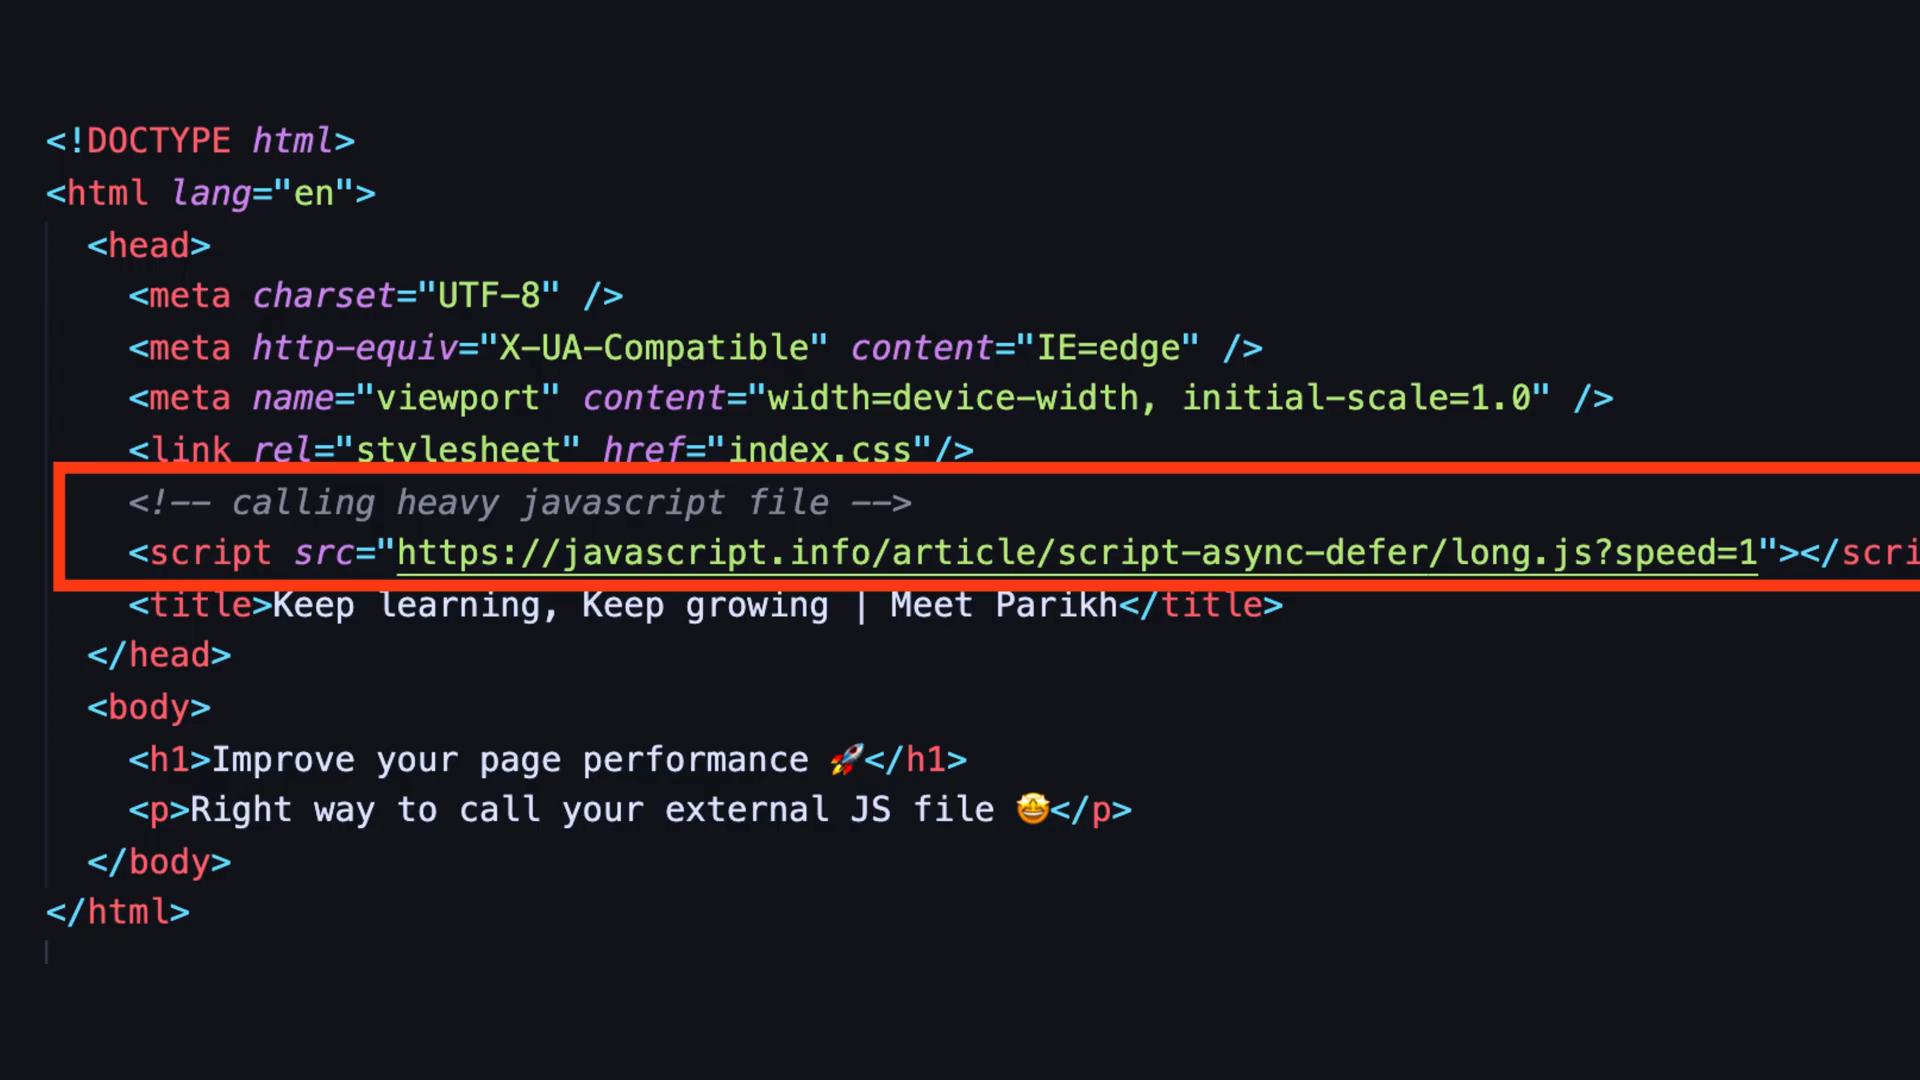 <!DOCTYPE html>
<html lang="en">
<head>
<meta charset="UTF-8" />
<meta http-equiv="X-UA-Compatible" content="IE=edge" />
<meta name="viewport" content="width=device-width, initial-scale=1.0" />
<link rel="stylesheet" href="index.css"/>
<!-- calling heavy javascript file -->
<script src="https://javascript.info/article/script-async-defer/long.js?speed=1"></scri
<title>Keep learning, Keep growing | Meet Parikh</title>
</head>
<body>
<h1>Improve your page performance 🚀</h1>
<p>Right way to call your external JS file 🤩</p>
</body>
</html>